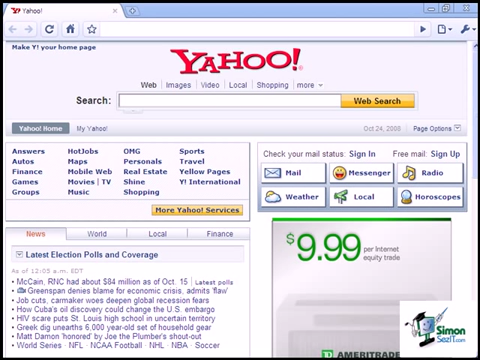 Yahoo!
Make Y! your home page
YAHOO!
Web Images Video Local Shopping more
Search: Web Search
Yahoo! Home My Yahoo! Oct 24, 2008 Page Options
Answers HotJobs OMG Sports
Autos Maps Personals Travel
Finance Mobile Web Real Estate Yellow Pages
Games Movies | TV Shine Y! International
Groups Music Shopping
More Yahoo! Services
Check your mail status: Sign In Free mail: Sign Up
Mail Messenger Radio
Weather Local Horoscopes
News World Local Finance
Latest Election Polls and Coverage
As of 12:05 a.m. EDT
• McCain, RNC had about $84 million as of Oct. 15 | Latest polls
• Greenspan denies blame for economic crisis, admits 'flaw'
• Job cuts, carmaker woes deepen global recession fears
• How Cuba's oil discovery could change the U.S. embargo
• HIV scare puts St. Louis high school in uncertain territory
• Greek dig unearths 6,000 year-old set of household gear
• Matt 'Tool Man' honored' by Joe the Plumber's shout-out
• World Series · NFL · NCAA Football · NHL · NBA · Soccer
$9.99 per Internet
equity trade
AMERITRADE
Simon
SezIT.com